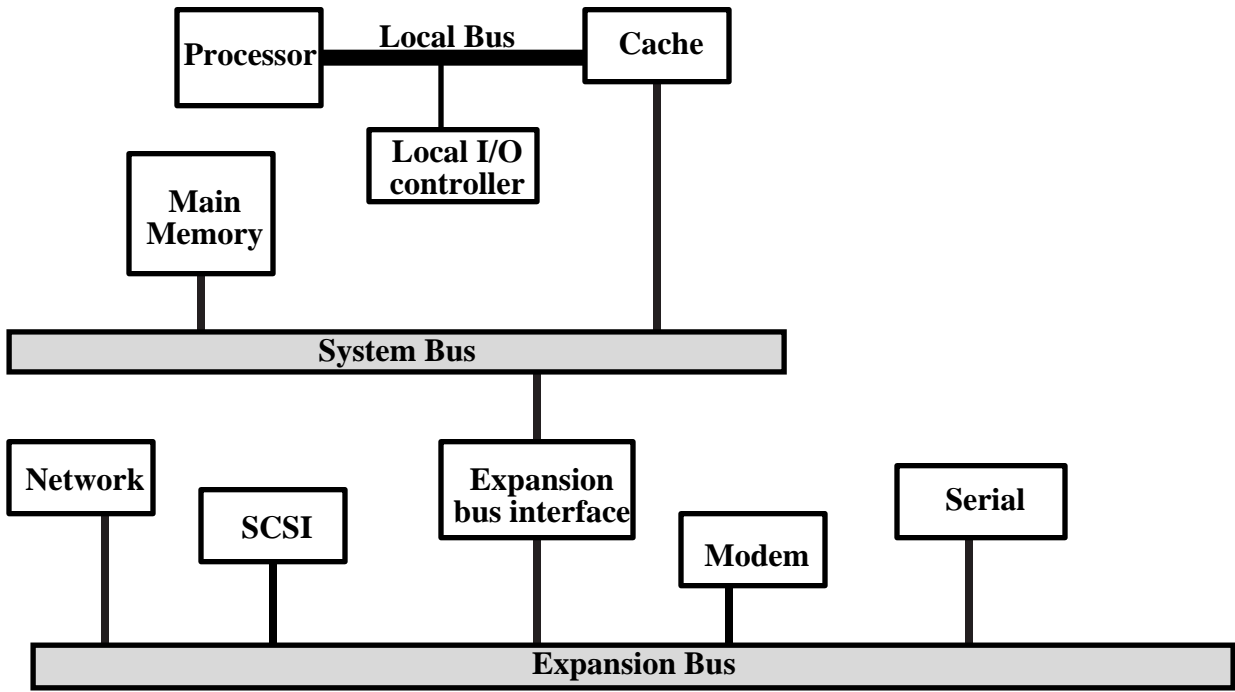 Processor
Local Bus
Cache
Local I/O
controller
Main
Memory
System Bus
Network
SCSI
Expansion
bus interface
Modem
Serial
Expansion Bus